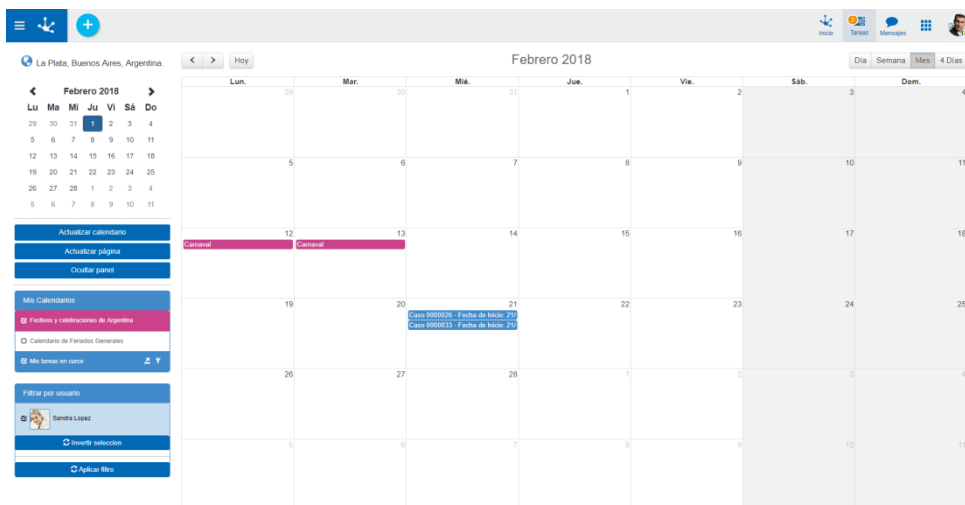 2
Inicio Tareas Mensajes
La Plata, Buenos Aires, Argentina.
Febrero 2018
Lu Ma Mi Ju Vi Sá Do
29 30 31 1 2 3 4
5 6 7 8 9 10 11
12 13 14 15 16 17 18
19 20 21 22 23 24 25
26 27 28 1 2 3 4
5 6 7 8 9 10 11
Actualizar calendario
Actualizar página
Ocultar panel
Mis Calendarios
Festivos y celebraciones de Argentina
Calendario de Feriados Generales
Mis tareas en curso
Filtrar por usuario
Sandra Lopez
Invertir seleccion
Aplicar filtro
< > Hoy
Febrero 2018
Día Semana Mes 4 Días
Lun. Mar. Mié. Jue. Vie. Sáb. Dom.
29 30 31 1 2 3 4
5 6 7 8 9 10 11
12 13 14 15 16 17 18
Carnaval Carnaval
19 20 21 22 23 24 25
Caso 0000026 - Fecha de Inicio: 21/
Caso 0000033 - Fecha de Inicio: 21/
26 27 28 1 2 3 4
5 6 7 8 9 10 11